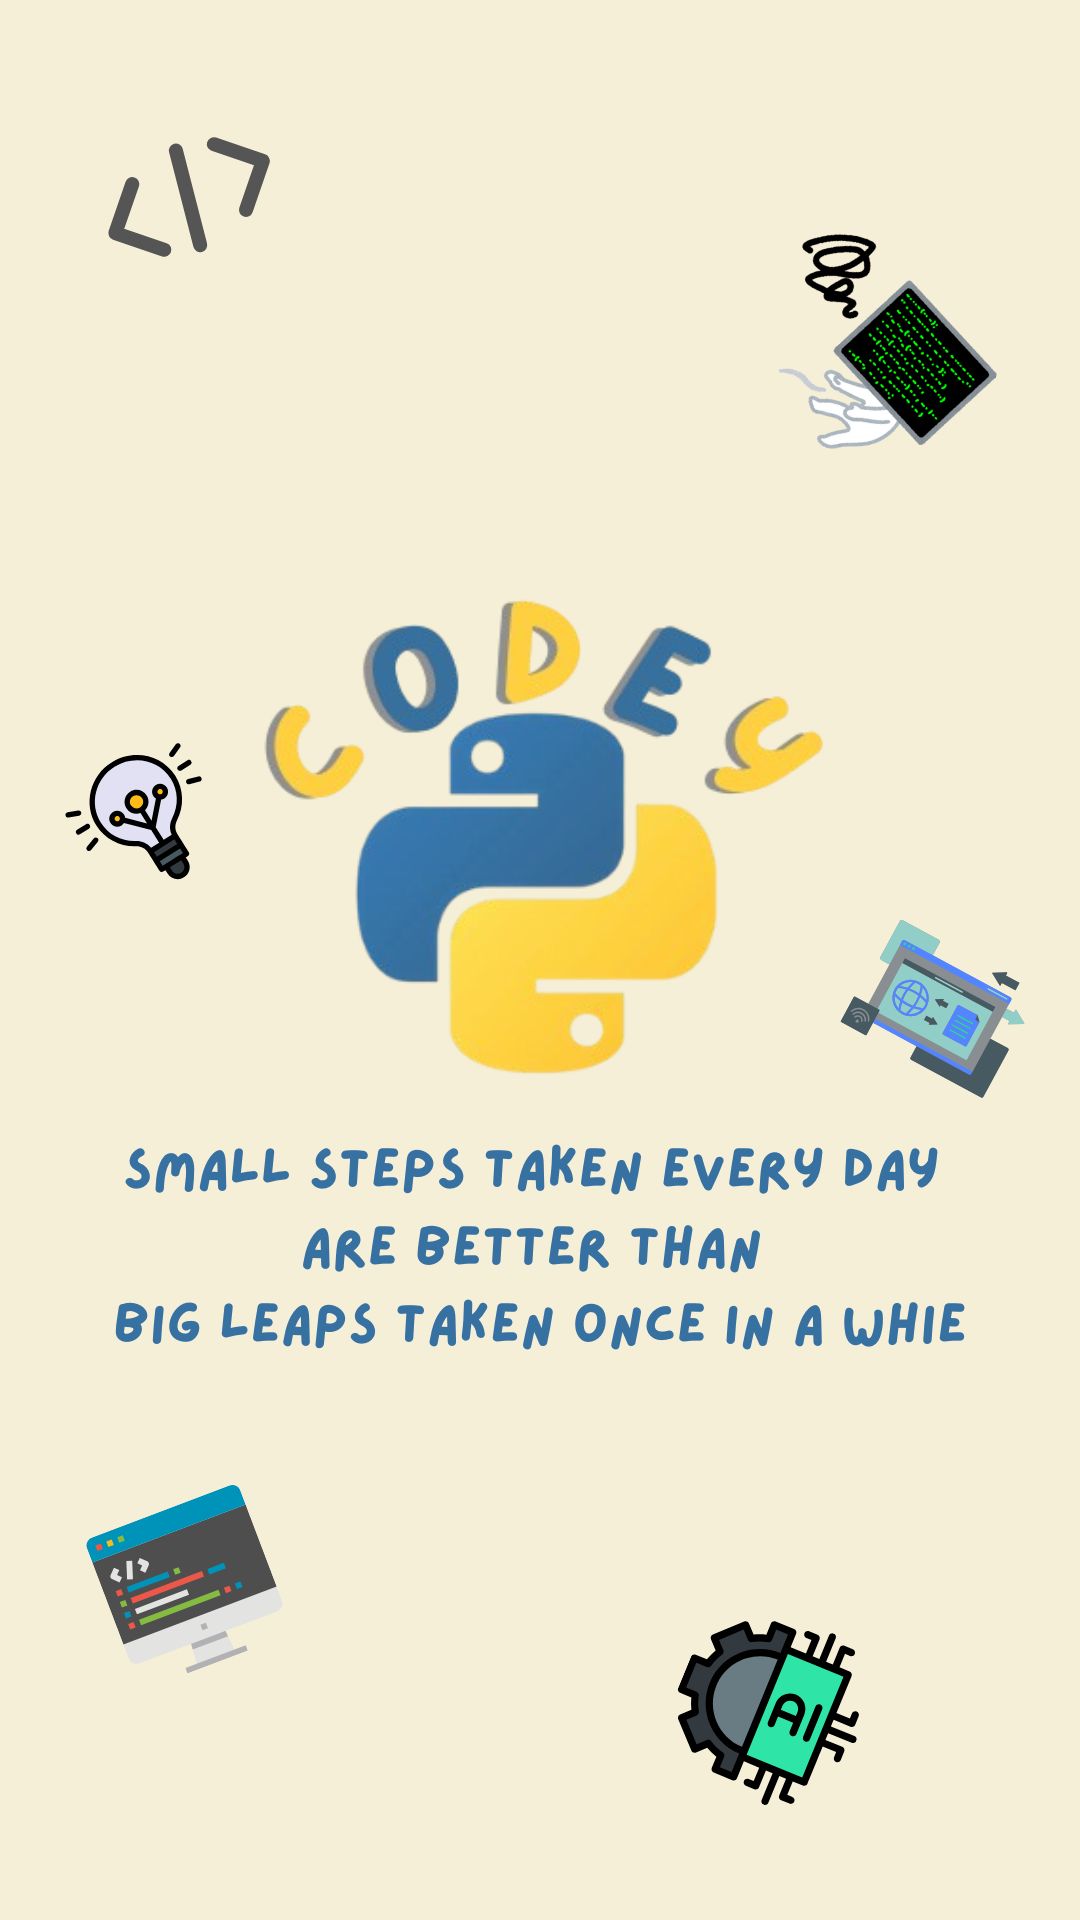 </>
CODEY
SMALL STEPS TAKEN EVERY DAY
ARE BETTER THAN
BIG LEAPS TAKEN ONCE IN A WHIE
</>
AI